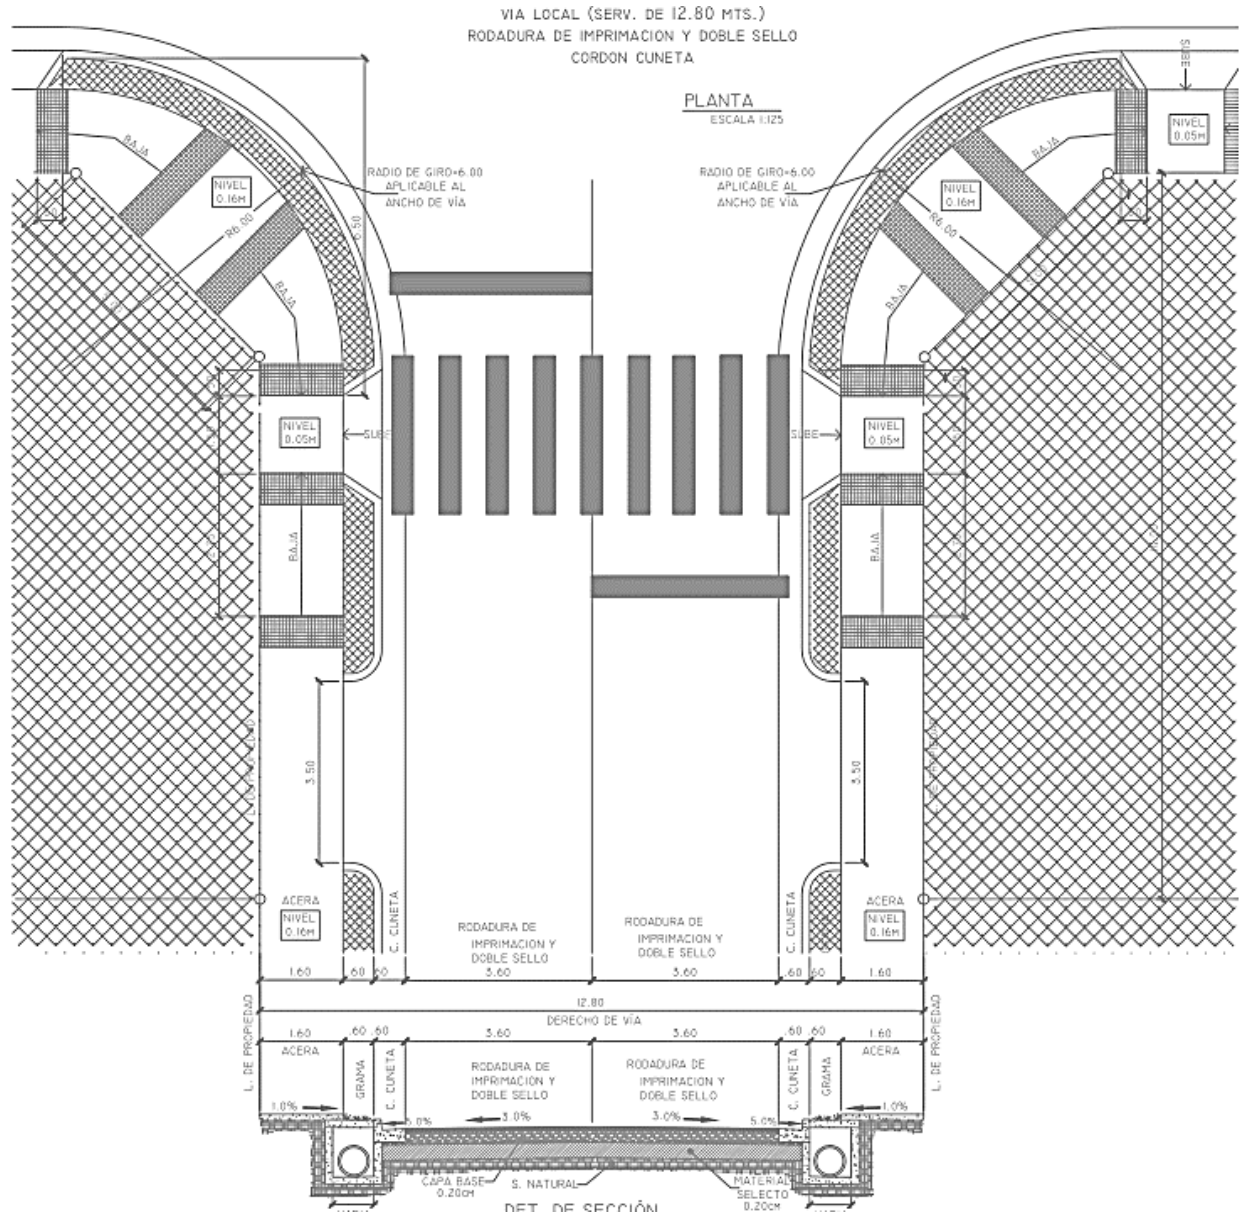 VIA LOCAL (SERV. DE 12.80 MTS.)
RODADURA DE IMPRIMACION Y DOBLE SELLO
CORDON CUNETA
PLANTA
ESCALA 1:125
SUBE
NIVEL
0.05M
BAJA
NIVEL
0.16M
R6.00
BAJA
6.50
RADIO DE GIRO=6.00
APLICABLE AL
ANCHO DE VÍA
RADIO DE GIRO=6.00
APLICABLE AL
ANCHO DE VÍA
BAJA
NIVEL
0.16M
R6.00
BAJA
NIVEL
0.05M
SUBE
SUBE
NIVEL
0.05M
BAJA
BAJA
3.50
3.50
ACERA
NIVEL
0.16M
C. CUNETA
RODADURA DE
IMPRIMACION Y
DOBLE SELLO
RODADURA DE
IMPRIMACION Y
DOBLE SELLO
C. CUNETA
ACERA
NIVEL
0.16M
1.60 .60 .60 3.60 3.60 .60 .60 1.60
12.80
DERECHO DE VÍA
L. DE PROPIEDAD
L. DE PROPIEDAD
1.60 .60 .60 3.60 3.60 .60 .60 1.60
ACERA
GRAMA
C. CUNETA
RODADURA DE
IMPRIMACION Y
DOBLE SELLO
RODADURA DE
IMPRIMACION Y
DOBLE SELLO
C. CUNETA
GRAMA
ACERA
1.0% 5.0% 3.0% 3.0% 5.0% 1.0%
CAPA BASE
0.20CM
S. NATURAL
MATERIAL
SELECTO
0.20CM
DET. DE SECCIÓN